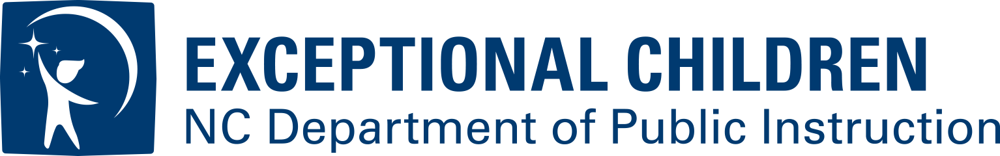 EXCEPTIONAL CHILDREN
NC Department of Public Instruction